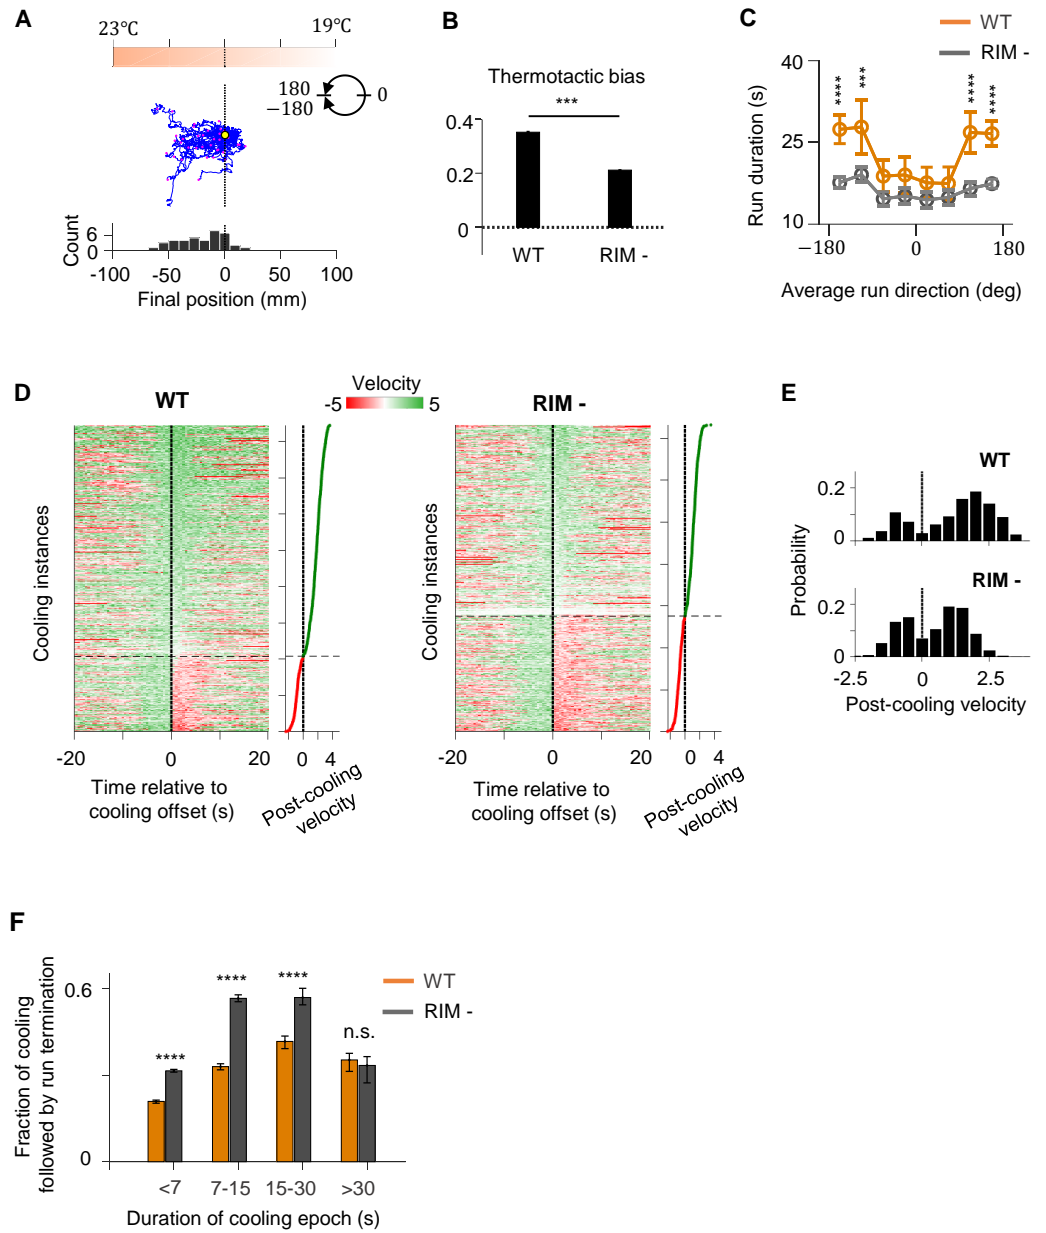 A
23°C
19°C
180
−180
0
Count
6
0
-100
-50
0
50
100
Final position (mm)
B
Thermotactic bias
***
0.4
0.2
0
WT
RIM -
C
WT
RIM -
Run duration (s)
40
25
10
****
***
****
****
−180
0
180
Average run direction (deg)
D
WT
Velocity
-5
5
RIM -
Cooling instances
-20
0
20
Time relative to
cooling offset (s)
0
4
Post-cooling
velocity
Cooling instances
-20
0
20
Time relative to
cooling offset (s)
0
4
Post-cooling
velocity
E
WT
0.2
0
Probability
RIM -
0.2
0
-2.5
0
2.5
Post-cooling velocity
F
Fraction of cooling
followed by run termination
0.6
0
****
****
****
n.s.
WT
RIM -
<7
7-15
15-30
>30
Duration of cooling epoch (s)